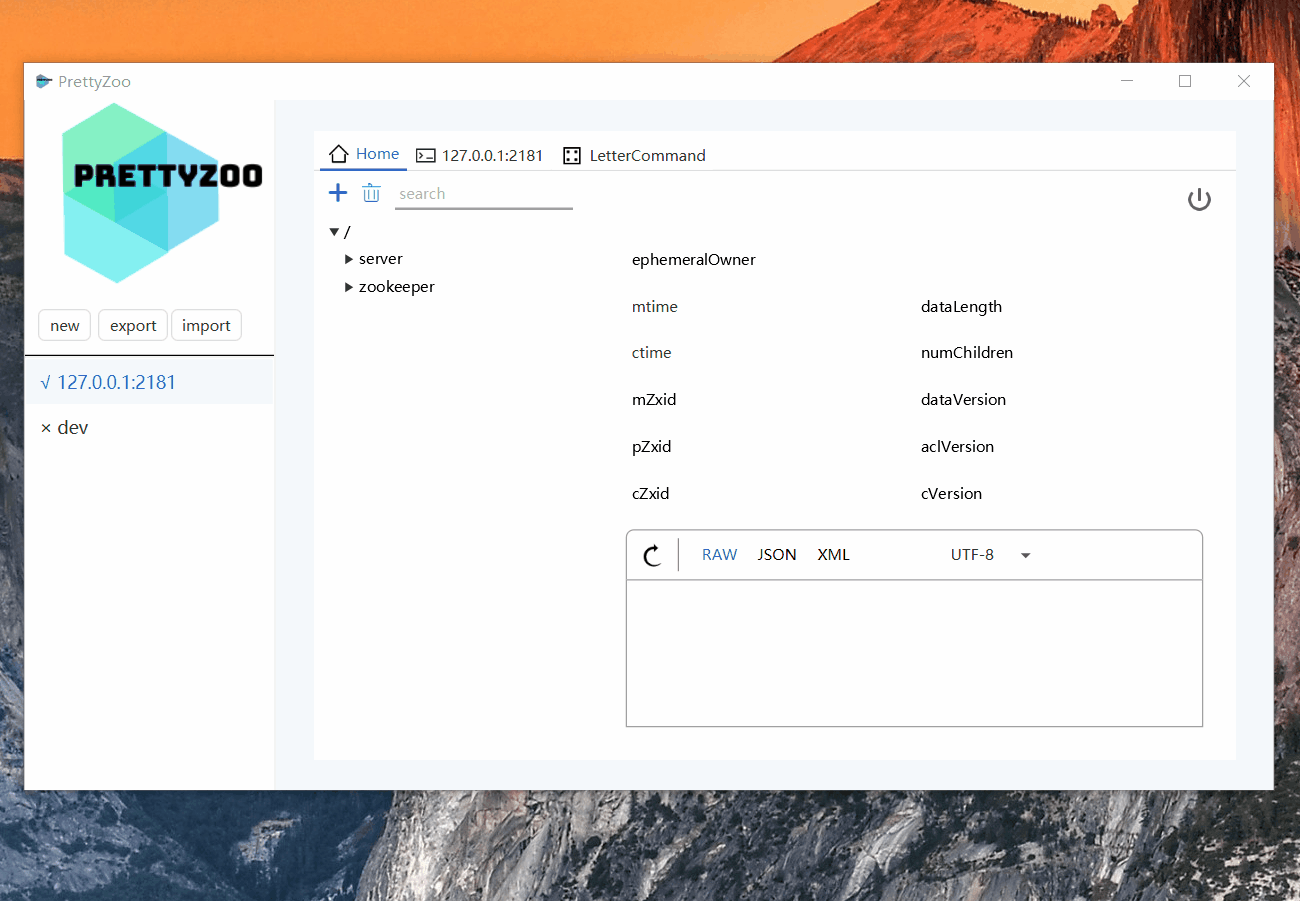 PrettyZoo
PRETTYZOO
new export import
√ 127.0.0.1:2181
× dev
Home 127.0.0.1:2181 LetterCommand
search
/
server
zookeeper
ephemeralOwner
mtime dataLength
ctime numChildren
mZxid dataVersion
pZxid aclVersion
cZxid cVersion
RAW JSON XML UTF-8